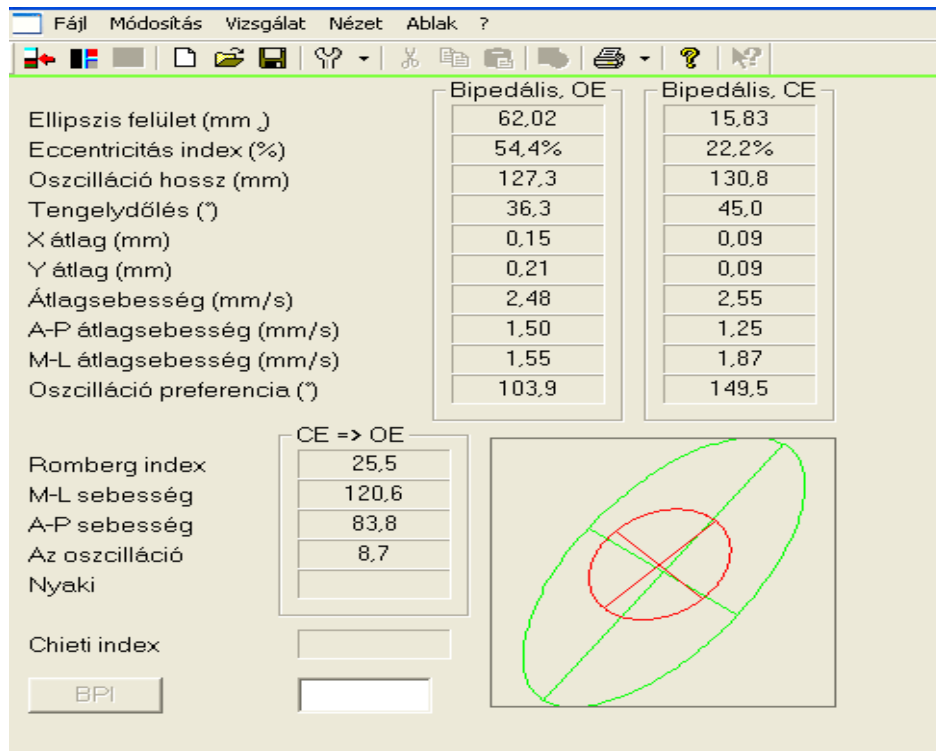 Fájl Módosítás Vizsgálat Nézet Ablak ?
Bipedális, OE Bipedális, CE
Ellipszis felület (mm ) 62,02 15,83
Eccentricitás index (%) 54,4% 22,2%
Oszcilláció hossz (mm) 127,3 130,8
Tengelydőlés (°) 36,3 45,0
X átlag (mm) 0,15 0,09
Y átlag (mm) 0,21 0,09
Átlagsebesség (mm/s) 2,48 2,55
A-P átlagsebesség (mm/s) 1,50 1,25
M-L átlagsebesség (mm/s) 1,55 1,87
Oszcilláció preferencia (°) 103,9 149,5
CE => OE
Romberg index 25,5
M-L sebesség 120,6
A-P sebesség 83,8
Az oszcilláció 8,7
Nyaki
Chieti index
BPI